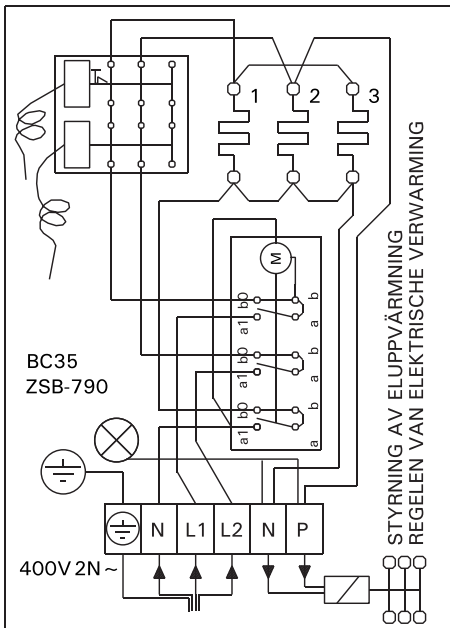 1 2 3
M
b0 b
a1 a
b0 b
a1 a
b0 b
a1 a
BC35
ZSB-790
STYRNING AV ELUPPVÄRMNING
REGELEN VAN ELEKTRISCHE VERWARMING
N L1 L2 N P
400V 2N~